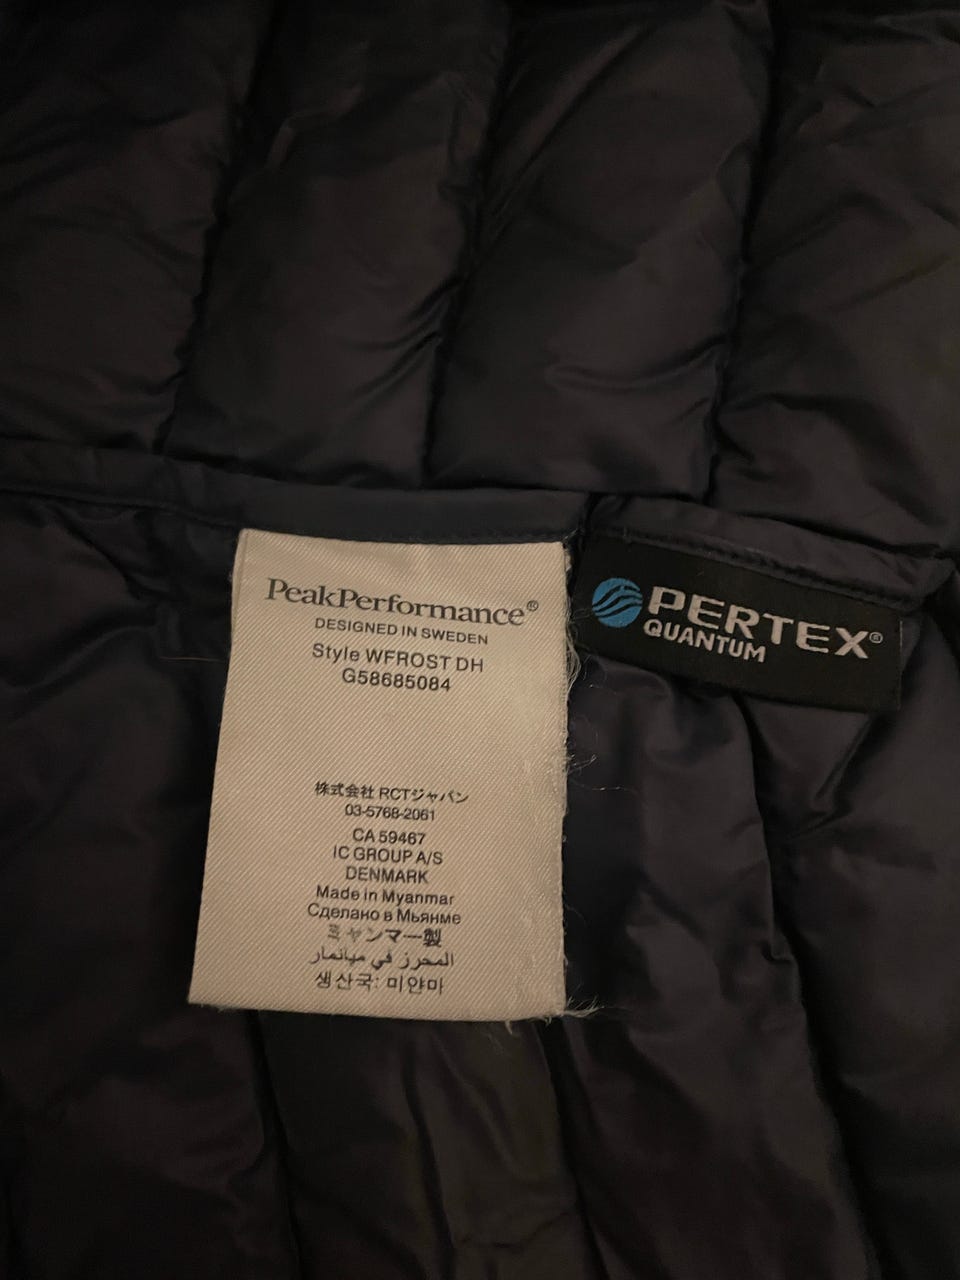 PeakPerformance®
DESIGNED IN SWEDEN
Style WFROST DH
G58685084
株式会社 RCTジャパン
03-5768-2061
CA 59467
IC GROUP A/S
DENMARK
Made in Myanmar
Сделано в Мьянме
ミャンマー製
المحرز في ميانمار
생산국: 미얀마
PERTEX®
QUANTUM